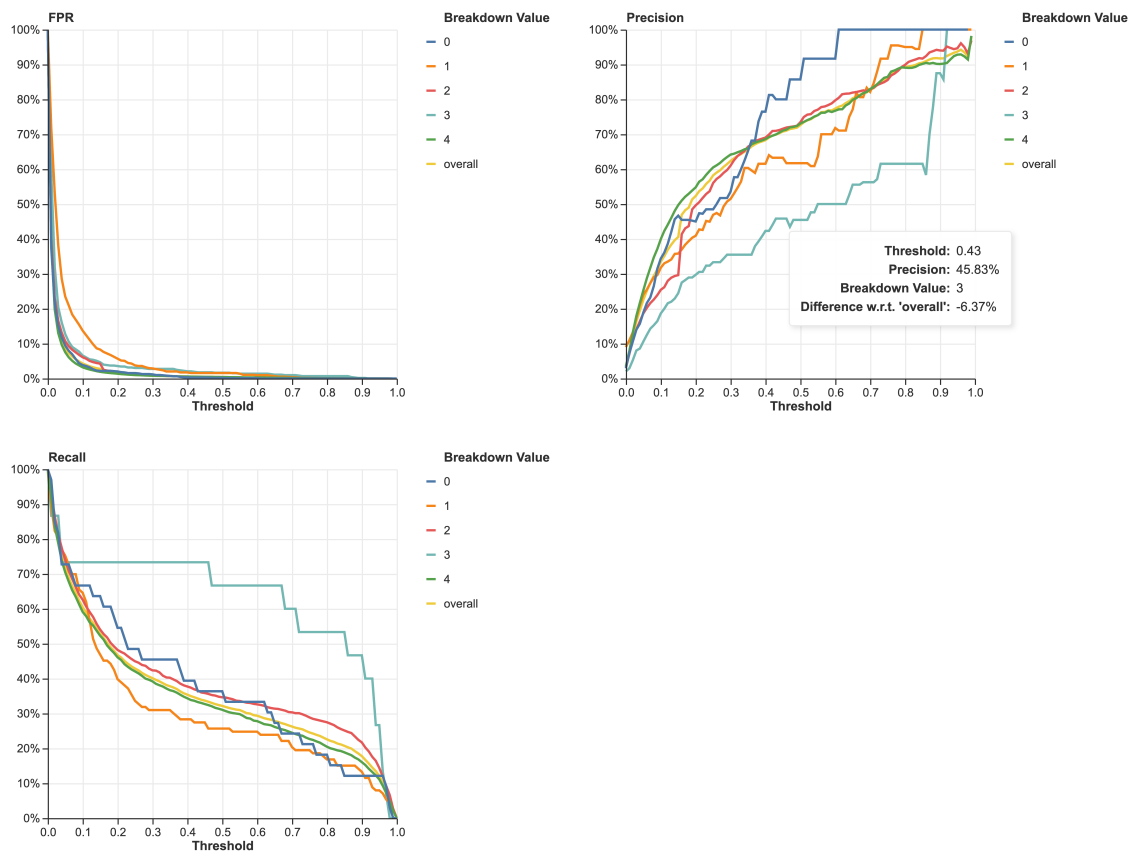 FPR
Breakdown Value
100%
90%
80%
70%
60%
50%
40%
30%
20%
10%
0%
0.0 0.1 0.2 0.3 0.4 0.5 0.6 0.7 0.8 0.9 1.0
Threshold
0
1
2
3
4
overall
Precision
Breakdown Value
100%
90%
80%
70%
60%
50%
40%
30%
20%
10%
0%
0.0 0.1 0.2 0.3 0.4 0.5 0.6 0.7 0.8 0.9 1.0
Threshold
0
1
2
3
4
overall
Threshold: 0.43
Precision: 45.83%
Breakdown Value: 3
Difference w.r.t. 'overall': -6.37%
Recall
Breakdown Value
100%
90%
80%
70%
60%
50%
40%
30%
20%
10%
0%
0.0 0.1 0.2 0.3 0.4 0.5 0.6 0.7 0.8 0.9 1.0
Threshold
0
1
2
3
4
overall